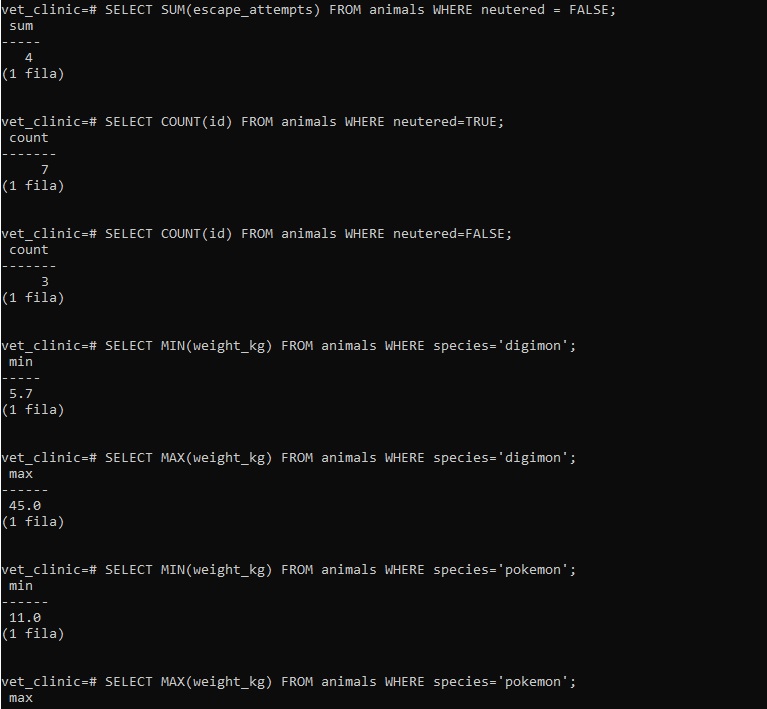 vet_clinic=# SELECT SUM(escape_attempts) FROM animals WHERE neutered = FALSE;
 sum
-----
   4
(1 fila)


vet_clinic=# SELECT COUNT(id) FROM animals WHERE neutered=TRUE;
 count
-------
     7
(1 fila)


vet_clinic=# SELECT COUNT(id) FROM animals WHERE neutered=FALSE;
 count
-------
     3
(1 fila)


vet_clinic=# SELECT MIN(weight_kg) FROM animals WHERE species='digimon';
 min
-----
 5.7
(1 fila)


vet_clinic=# SELECT MAX(weight_kg) FROM animals WHERE species='digimon';
 max
------
 45.0
(1 fila)


vet_clinic=# SELECT MIN(weight_kg) FROM animals WHERE species='pokemon';
 min
------
 11.0
(1 fila)


vet_clinic=# SELECT MAX(weight_kg) FROM animals WHERE species='pokemon';
 max